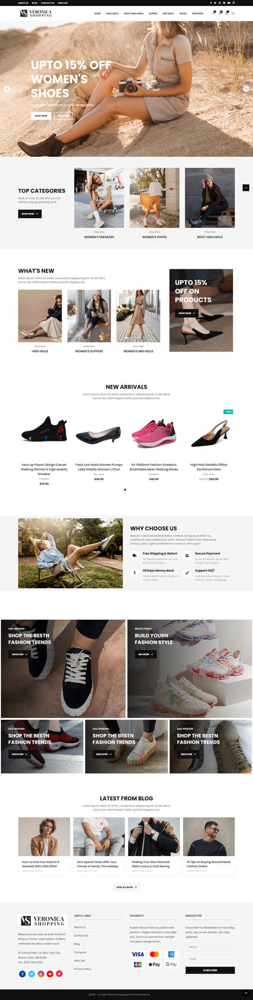 ABOUT US BLOG CONTACT US WISH LIST
VERONICA
SHOPPING
HOME HIGH HEELS BOOT HIGH HEELS SLIPERS MID HEELS SHOES SNEAKERS
0 0 0
UPTO 15% OFF
WOMEN'S
SHOES
Shop great brands at an even better place
SHOP NOW
TOP CATEGORIES
Style is a way to say who you are
without saying anything at all .
SHOP NOW
Shop Now Shop Now Shop Now
WOMEN'S SNEAKERS WOMEN'S SHOES BOOT HIGH HEELS
WHAT'S NEW
Lorem ipsum dolor sit amet, consectetur adipiscing elit. Ut elit tellus,
luctus nec ullamcorper mattis, pulvinar dapibus leo.
Shop Now Shop Now Shop Now
HIGH HEELS WOMEN'S SLIPPERS WOMEN'S MID HEELS
UPTO 15%
OFF ON
PRODUCTS
SHOP NOW
NEW ARRIVALS
Lorem ipsum dolor sit amet, consectetur adipiscing elit. Ut elit tellus,
luctus nec ullamcorper mattis, pulvinar dapibus leo.
-57%
Lace up Flower Design Casual
Walking Women's High Quality
Sneaker
Sneakers
$39.00
Flock Low Heels Women Pumps
Lady Stiletto Women's Shoe
Mid Heels
$40.00
Air Platform Fashion Sneakers
Breathable Mesh Walking Shoes
Sneakers
$45.00
High Heel Sandals Office
Parliament Dew
High Heels
$150.00 $65.00
WHY CHOOSE US
Aenean vulputate eleifend tellus. Aenean leo ligula, porttitor eu,
consequat vitae, eleifend ac, enim. Aliquam lorem ante. Maecenas
tempus, tellus eget condimentum rhoncus, sem quam.
Free Shipping & Return
for regular customers or over
$200 online orders
Secure Payment
buyer protected, Apple and
Google Pay support.
30 Days Money Back
money back free of charge for
online orders
Support 24/7
sale and return support daily
and for holiday shoppings
SALE WEEKEND
SHOP THE BESTN
FASHION TRENDS
DISCOVER
BBLACK FRIDAY
BUILD YOURN
FASHION STYLE
SEE MORE
SALE WEEKEND
SHOP THE BESTN
FASHION TRENDS
DISCOVER
SALE WEEKEND
SHOP THE BESTN
FASHION TRENDS
DISCOVER
SALE WEEKEND
SHOP THE BESTN
FASHION TRENDS
DISCOVER
LATEST FROM BLOG
Lorem ipsum dolor sit amet, consectetur adipiscing elit. Ut elit tellus,
luctus nec ullamcorper mattis, pulvinar dapibus leo.
How To Find Your Style in 5
Seconds With Little Effort
September 19, 2021
Let's Spend Times With Your
Friends & Family This Holiday
September 19, 2021
Finding Your Own Personal
Style Is Easy & Cost Saving
September 19, 2021
10 Tips on Buying Second Hand
Clothes Online
September 19, 2021
VIEW ALL BLOG
VERONICA
SHOPPING
Maecenas nec odio et ante tincidunt
tempus. Donec vitae sapien ut libero
venenatis faucibus, nullam quis.
01 Central Park, US, New York City
Phone: (012) 345 6789
Fax: (012) 345 6789
USEFUL LINKS
About Us
Contact Us
Blog
Compare
Wish List
Privacy Policy
PAYMENTS
Nullam dictum felis eu pede mollis
pretium. Integer tincidunt. Cras dapi
bus. Viva mus elemen tum semper
nisi, penci design lorem.
VISA
JCB
Pay
G Pay
NEWSLETTER
Subscribe my Newsletter for new blog
posts, tips & new photos. Let's stay
updated!
Name...
Email...
SUBSCRIBE
@2021 - All Right Reserved. Designed and Developed by